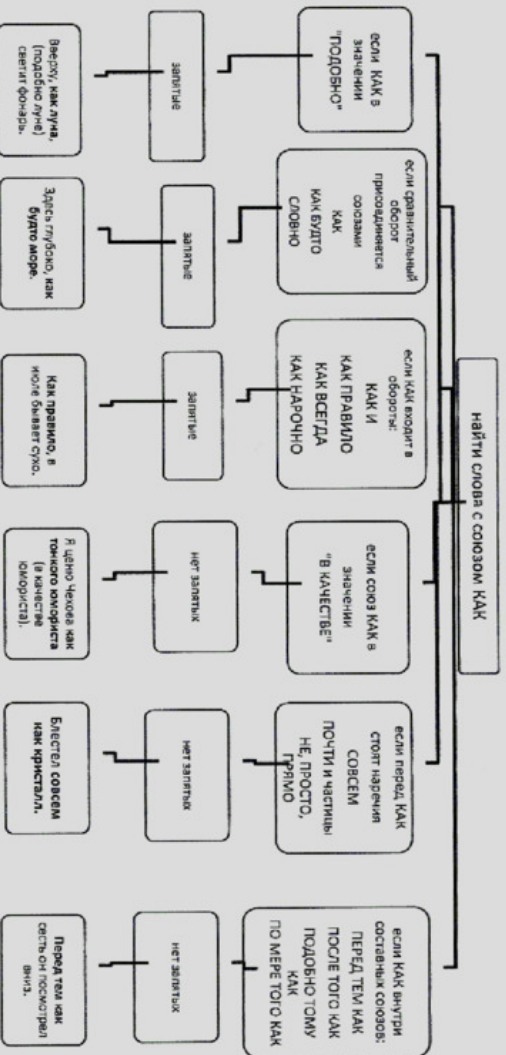 найти слова с союзом КАК
если КАК в
значении
"ПОДОБНО"
запятые
Вверху, как луна,
(подобно луне)
светит фонарь.
если сравнительный
оборот
присоединяется
союзами
КАК
КАК БУДТО
СЛОВНО
запятые
Здесь глубоко, как
будто море.
если КАК входит в
обороты:
КАК И
КАК ПРАВИЛО
КАК ВСЕГДА
КАК НАРОЧНО
запятые
Как правило, в
июле бывает сухо.
если союз КАК в
значении
"В КАЧЕСТВЕ"
нет запятых
Я ценю Чехова как
тонкого юмориста
(в качестве
юмориста).
если перед КАК
стоят наречия
СОВСЕМ
ПОЧТИ и частицы
НЕ, ПРОСТО,
ПРЯМО
нет запятых
Блестел совсем
как кристалл.
если КАК внутри
составных союзов:
ПЕРЕД ТЕМ КАК
ПОСЛЕ ТОГО КАК
ПОДОБНО ТОМУ
КАК
ПО МЕРЕ ТОГО КАК
нет запятых
Перед тем как
сесть он посмотрел
вниз.